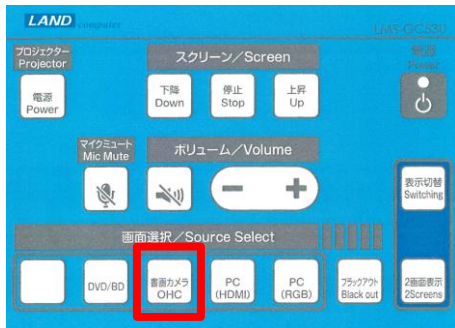 LAND computer
LMS-GC530
プロジェクター
Projector
スクリーン/Screen
電源
Power
電源
Power
下降
Down
停止
Stop
上昇
Up
マイクミュート
Mic Mute
ボリューム/Volume
表示切替
Switching
画面選択/Source Select
DVD/BD
書画カメラ
OHC
PC
(HDMI)
PC
(RGB)
ブラックアウト
Black out
2画面表示
2Screens